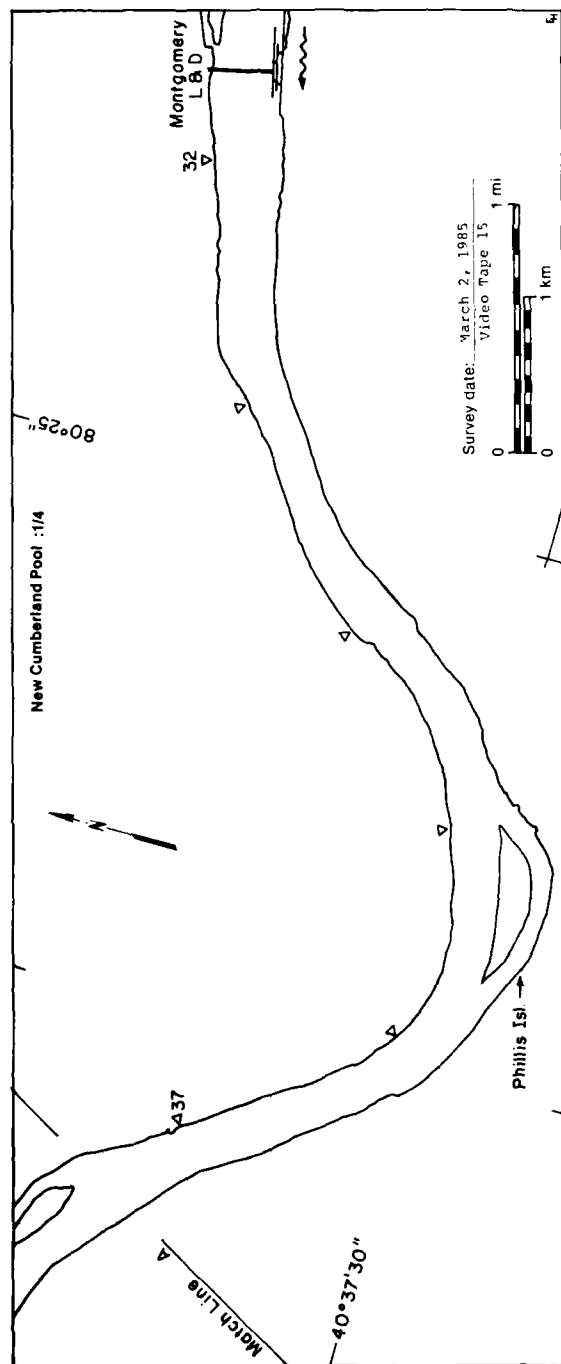 New Cumberland Pool :1/4
80°25"
Montgomery
L & D
32
N
37
Match Line A
40°37'30"
Phillis Isl.
Survey date: March 2, 1985
Video Tape 15
0 1 mi
0 1 km